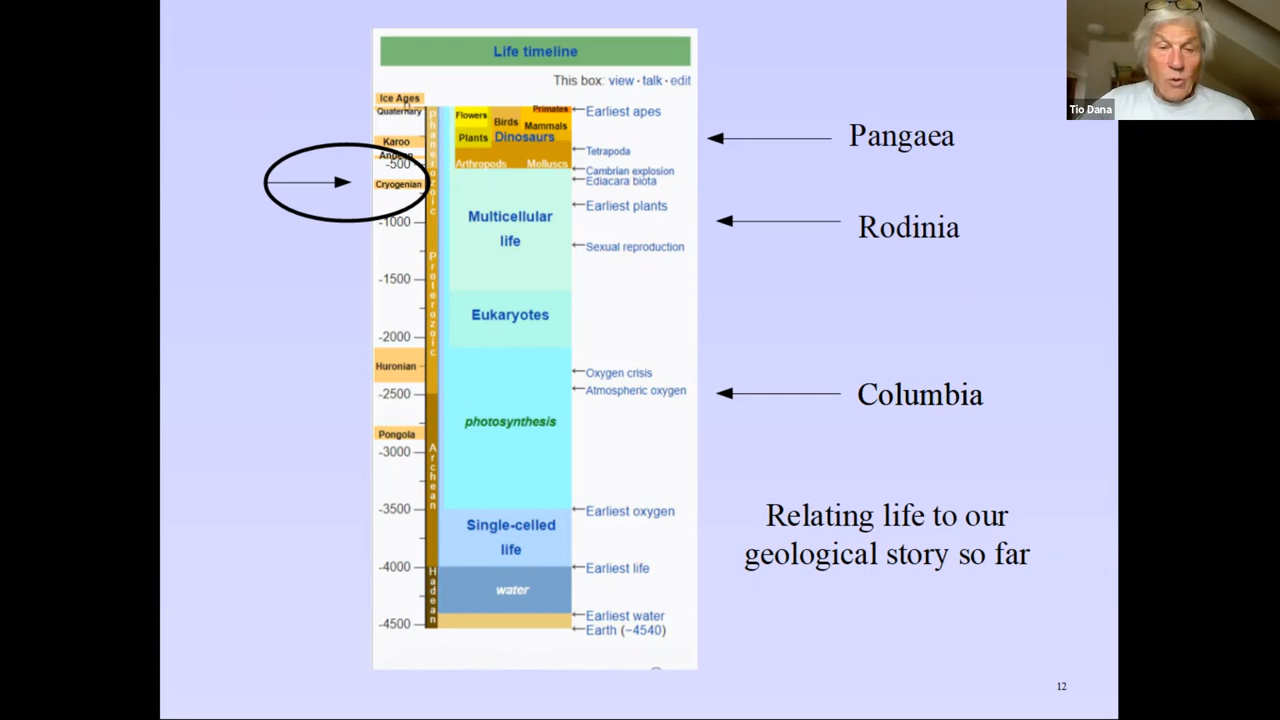 Life timeline
This box: view · talk · edit
Ice Ages
Quaternary
Karoo
Andean
-500
Cryogenian
-1000
-1500
-2000
Huronian
-2500
Pongola
-3000
-3500
-4000
-4500
Phanerozoic
Proterozoic
Archean
Hadean
Flowers
Birds
Primates
Mammals
Plants
Dinosaurs
Arthropods
Molluscs
Multicellular
life
Eukaryotes
photosynthesis
Single-celled
life
water
←Earliest apes
←Tetrapoda
←Cambrian explosion
←Ediacara biota
←Earliest plants
←Sexual reproduction
←Oxygen crisis
←Atmospheric oxygen
←Earliest oxygen
←Earliest life
←Earliest water
←Earth (−4540)
Pangaea
Rodinia
Columbia
Relating life to our
geological story so far
12
Tio Dana